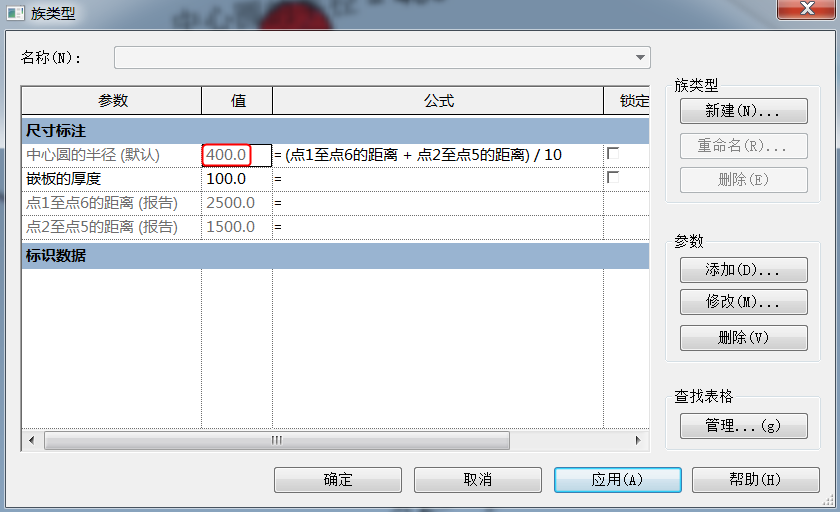 族类型
名称(N):
参数 值 公式 锁定
尺寸标注
中心圆的半径 (默认) 400.0 = (点1至点6的距离 + 点2至点5的距离) / 10
嵌板的厚度 100.0 =
点1至点6的距离 (报告) 2500.0 =
点2至点5的距离 (报告) 1500.0 =
标识数据
族类型
新建(N)...
重命名(R)...
删除(E)
参数
添加(D)...
修改(M)...
删除(V)
查找表格
管理...(g)
确定 取消 应用(A) 帮助(H)